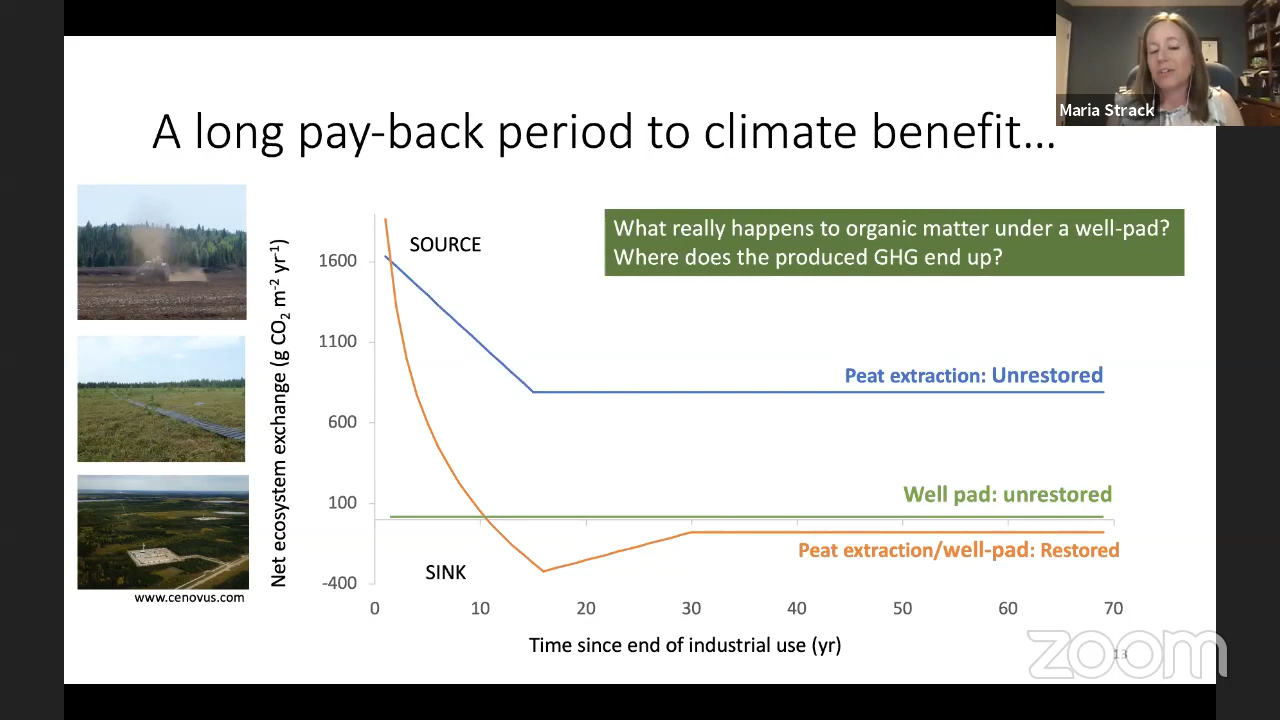 Maria Strack
A long pay-back period to climate benefit...
What really happens to organic matter under a well-pad?
Where does the produced GHG end up?
SOURCE
Net ecosystem exchange (g CO2 m-2 yr-1)
1600
1100
600
100
-400
Peat extraction: Unrestored
Well pad: unrestored
Peat extraction/well-pad: Restored
SINK
www.cenovus.com
0 10 20 30 40 50 60 70
Time since end of industrial use (yr)
13
zoom